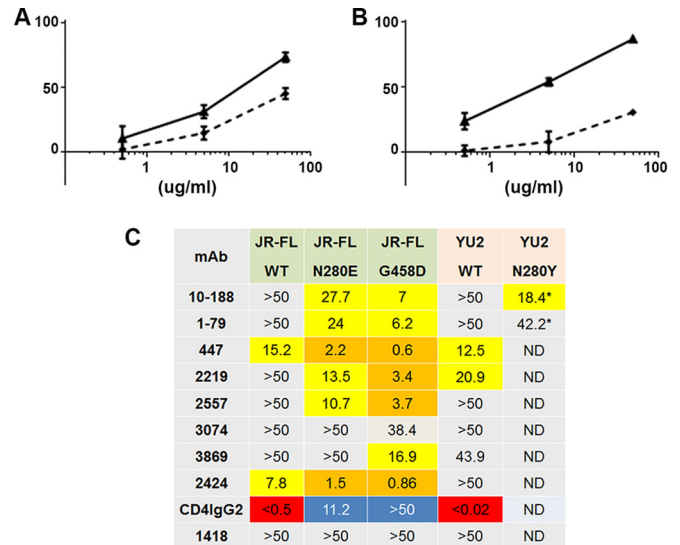 A
B
100
50
0
1
10
100
(ug/ml)
100
50
0
1
10
100
(ug/ml)
C
mAb JR-FL WT JR-FL N280E JR-FL G458D YU2 WT YU2 N280Y
10-188 >50 27.7 7 >50 18.4*
1-79 >50 24 6.2 >50 42.2*
447 15.2 2.2 0.6 12.5 ND
2219 >50 13.5 3.4 20.9 ND
2557 >50 10.7 3.7 >50 ND
3074 >50 >50 38.4 >50 ND
3869 >50 >50 16.9 43.9 ND
2424 7.8 1.5 0.86 >50 ND
CD4IgG2 <0.5 11.2 >50 <0.02 ND
1418 >50 >50 >50 >50 ND